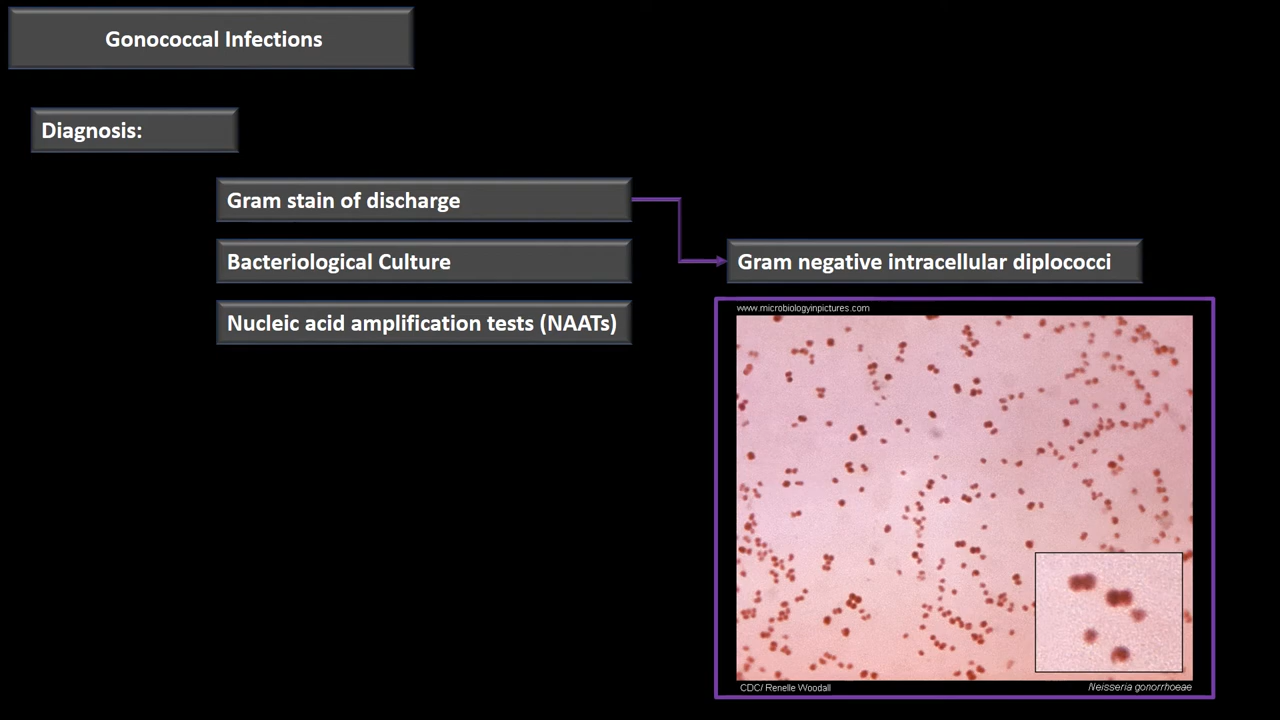 Gonococcal Infections
Diagnosis:
Gram stain of discharge
Bacteriological Culture
Nucleic acid amplification tests (NAATs)
Gram negative intracellular diplococci
www.microbiologyinpictures.com
CDC/ Renelle Woodall
Neisseria gonorrhoeae